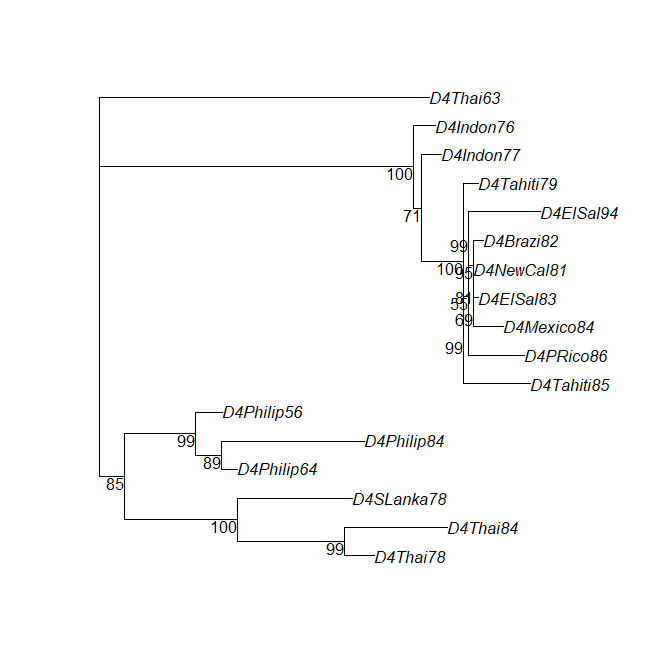 D4Thai63
D4Indon76
D4Indon77
100
D4Tahiti79
71
D4ElSal94
D4Brazi82
99
D4NewCal81
100
95
D4ElSal83
81
55
D4Mexico84
69
D4PRico86
99
D4Tahiti85
D4Philip56
99
D4Philip84
89
D4Philip64
85
D4SLanka78
100
D4Thai84
99
D4Thai78